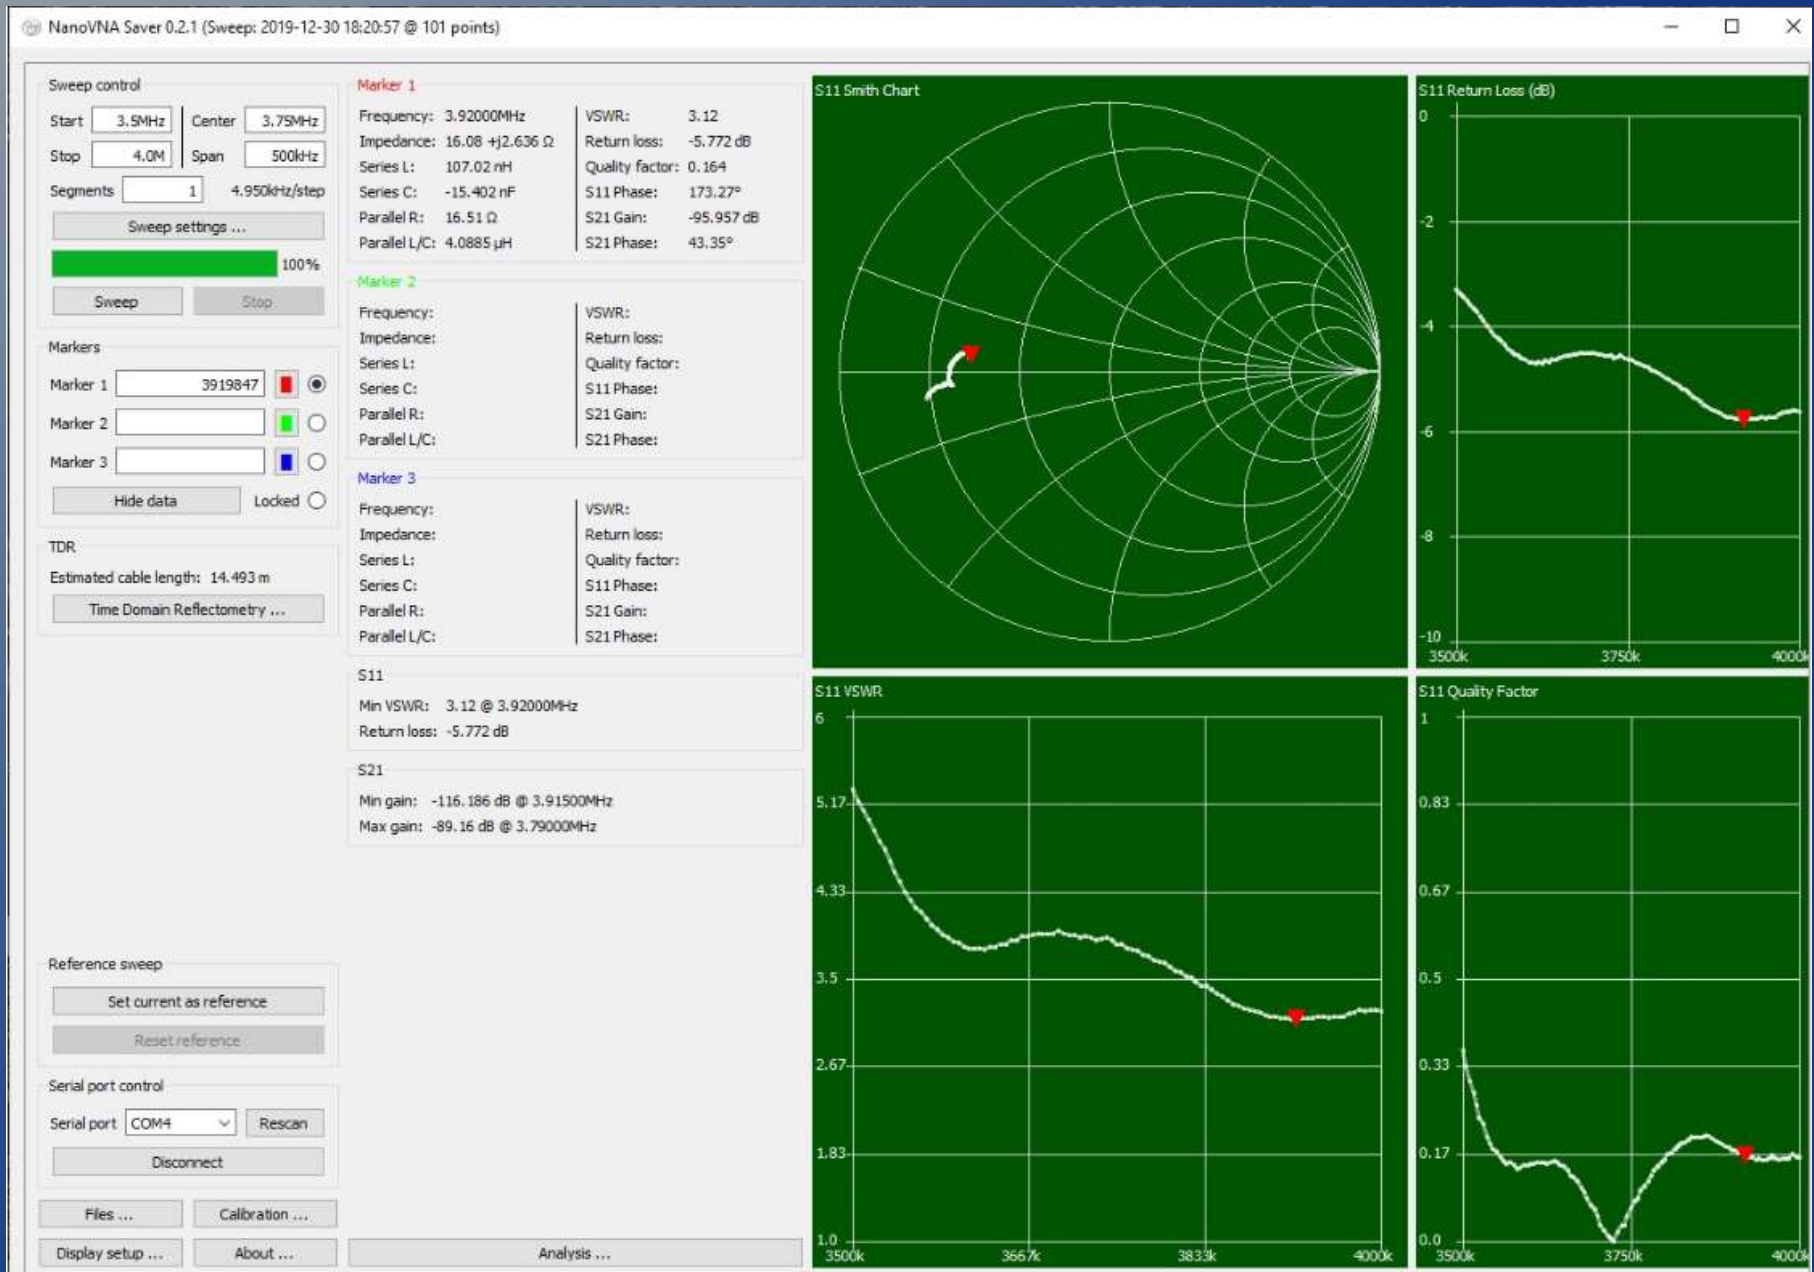 NanoVNA Saver 0.2.1 (Sweep: 2019-12-30 18:20:57 @ 101 points)
Sweep control
Start 3.5MHz Center 3.75MHz
Stop 4.0M Span 500kHz
Segments 1 4.950kHz/step
Sweep settings ...
100%
Sweep Stop
Markers
Marker 1 3919847
Marker 2
Marker 3
Hide data Locked
TDR
Estimated cable length: 14.493 m
Time Domain Reflectometry ...
Reference sweep
Set current as reference
Reset reference
Serial port control
Serial port COM4 Rescan
Disconnect
Files ... Calibration ...
Display setup ... About ...
Marker 1
Frequency: 3.92000MHz VSWR: 3.12
Impedance: 16.08 +j2.636 Ω Return loss: -5.772 dB
Series L: 107.02 nH Quality factor: 0.164
Series C: -15.402 nF S11 Phase: 173.27°
Parallel R: 16.51 Ω S21 Gain: -95.957 dB
Parallel L/C: 4.0885 µH S21 Phase: 43.35°
Marker 2
Frequency: VSWR:
Impedance: Return loss:
Series L: Quality factor:
Series C: S11 Phase:
Parallel R: S21 Gain:
Parallel L/C: S21 Phase:
Marker 3
Frequency: VSWR:
Impedance: Return loss:
Series L: Quality factor:
Series C: S11 Phase:
Parallel R: S21 Gain:
Parallel L/C: S21 Phase:
S11
Min VSWR: 3.12 @ 3.92000MHz
Return loss: -5.772 dB
S21
Min gain: -116.186 dB @ 3.91500MHz
Max gain: -89.16 dB @ 3.79000MHz
Analysis ...
S11 Smith Chart
S11 Return Loss (dB)
0
-2
-4
-6
-8
-10
3500k 3750k 4000k
S11 VSWR
6
5.17
4.33
3.5
2.67
1.83
1.0
3500k 3667k 3833k 4000k
S11 Quality Factor
1
0.83
0.67
0.5
0.33
0.17
0.0
3500k 3750k 4000k